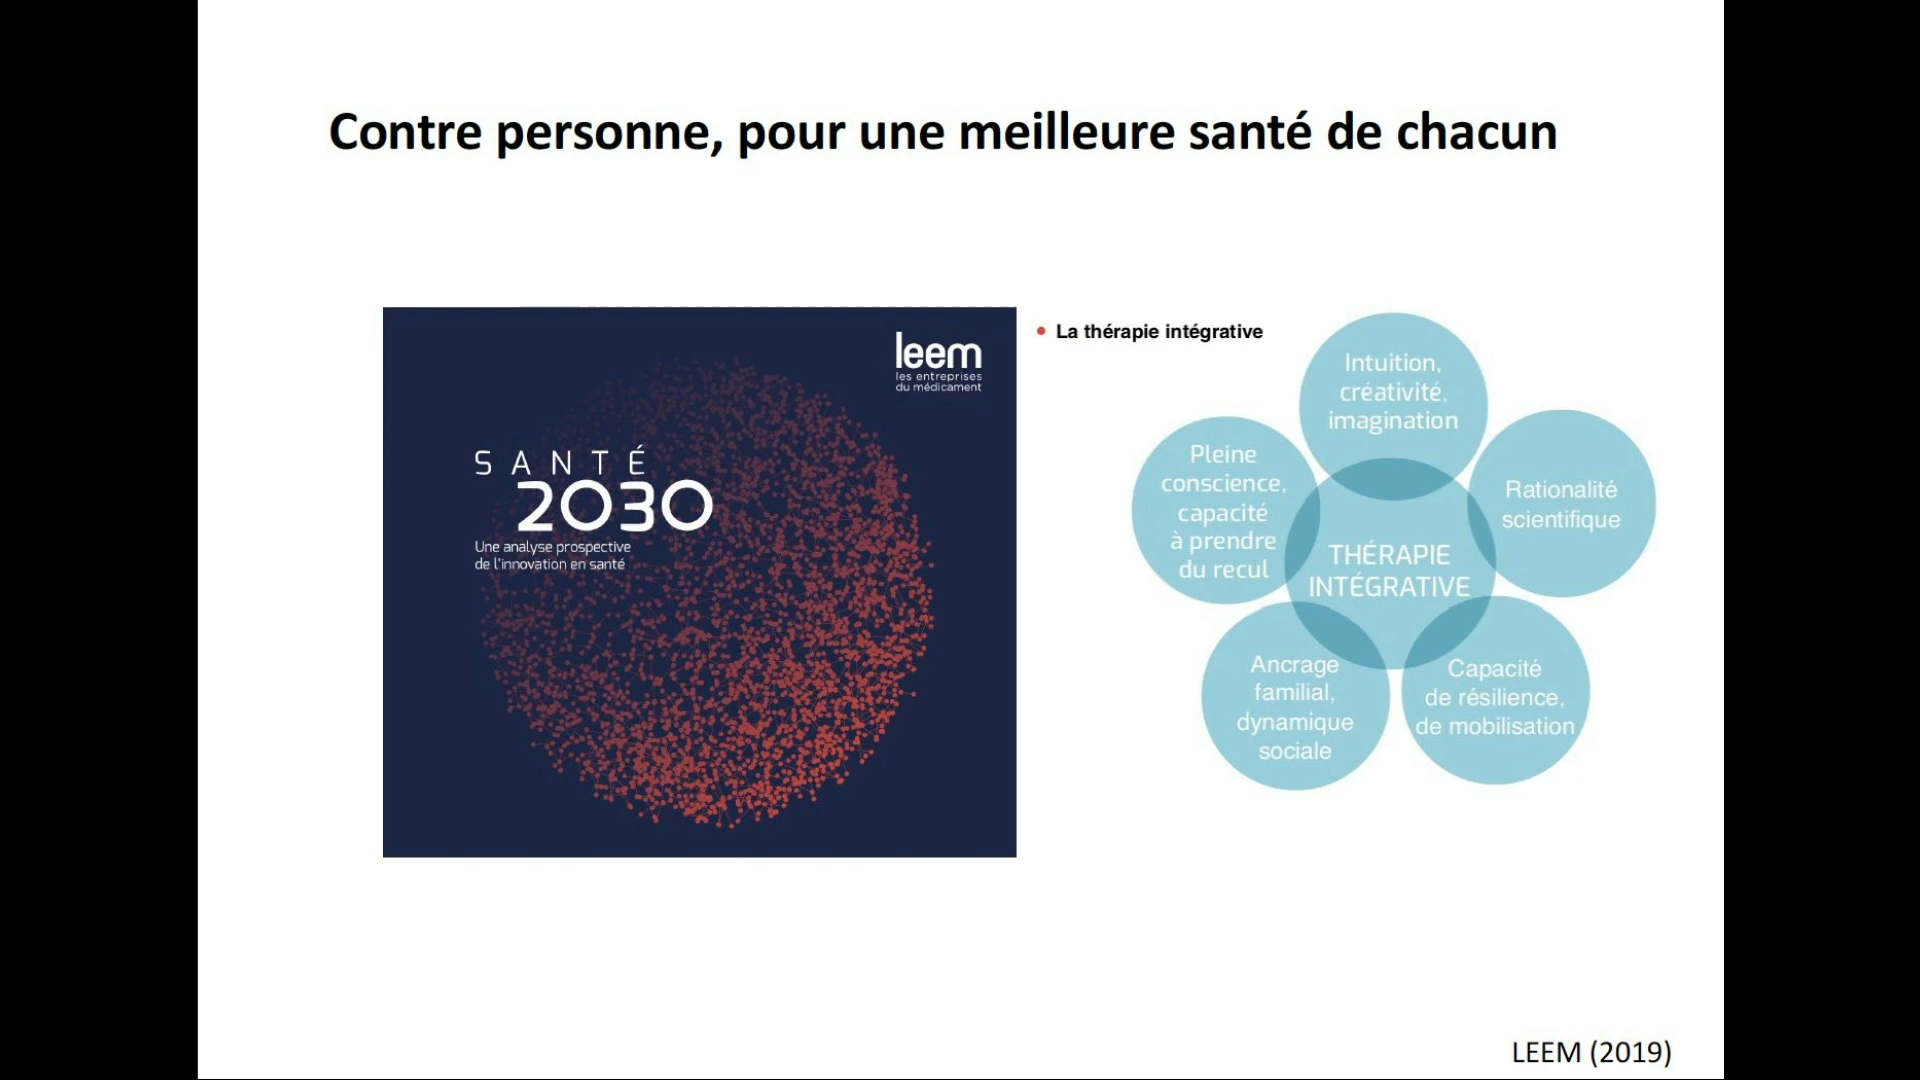 Contre personne, pour une meilleure santé de chacun
leem
les entreprises
du médicament
SANTÉ
2030
Une analyse prospective
de l'innovation en santé
• La thérapie intégrative
Intuition,
créativité,
imagination
Pleine
conscience,
capacité
à prendre
du recul
Rationalité
scientifique
THÉRAPIE
INTÉGRATIVE
Ancrage
familial,
dynamique
sociale
Capacité
de résilience,
de mobilisation
LEEM (2019)